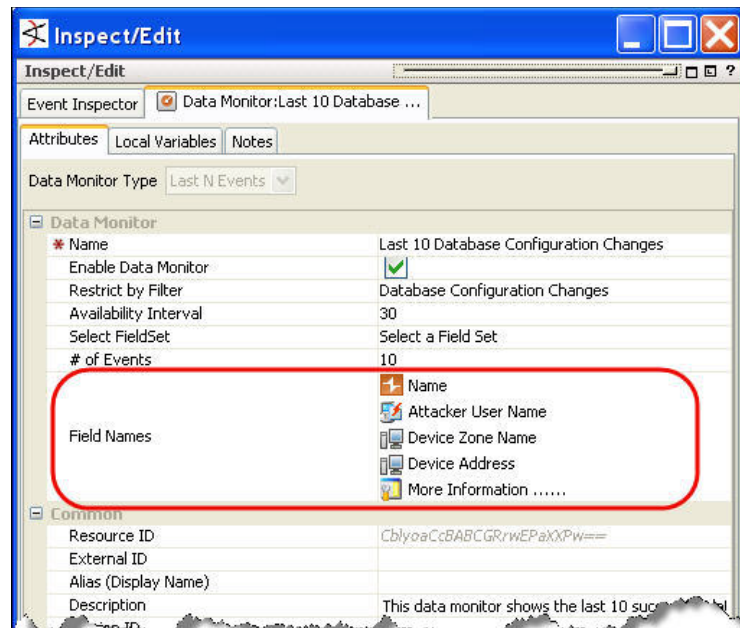 Inspect/Edit
Inspect/Edit ?
Event Inspector Data Monitor:Last 10 Database ...
Attributes Local Variables Notes
Data Monitor Type Last N Events
Data Monitor
* Name Last 10 Database Configuration Changes
Enable Data Monitor
Restrict by Filter Database Configuration Changes
Availability Interval 30
Select FieldSet Select a Field Set
# of Events 10
Field Names
Name
Attacker User Name
Device Zone Name
Device Address
More Information ......
Common
Resource ID CblyoaCcBABCGRrwEPaXXPw==
External ID
Alias (Display Name)
Description This data monitor shows the last 10
ID